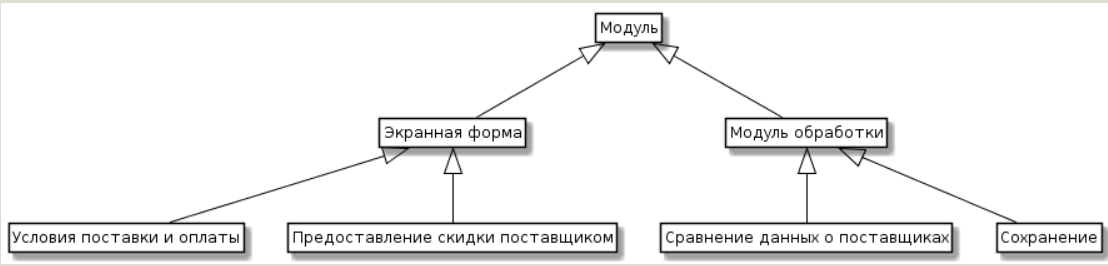 Модуль
Экранная форма
Модуль обработки
Условия поставки и оплаты
Предоставление скидки поставщиком
Сравнение данных о поставщиках
Сохранение